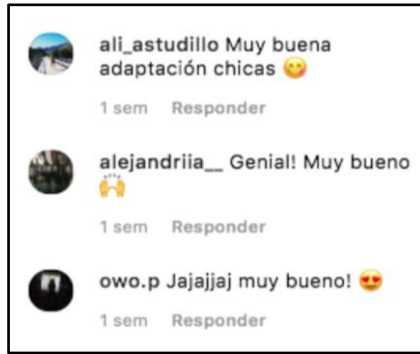 ali_astudillo Muy buena
adaptación chicas 😋
1 sem Responder
alejandriia__ Genial! Muy bueno
🙌
1 sem Responder
owo.p Jajajjaj muy bueno! 😍
1 sem Responder